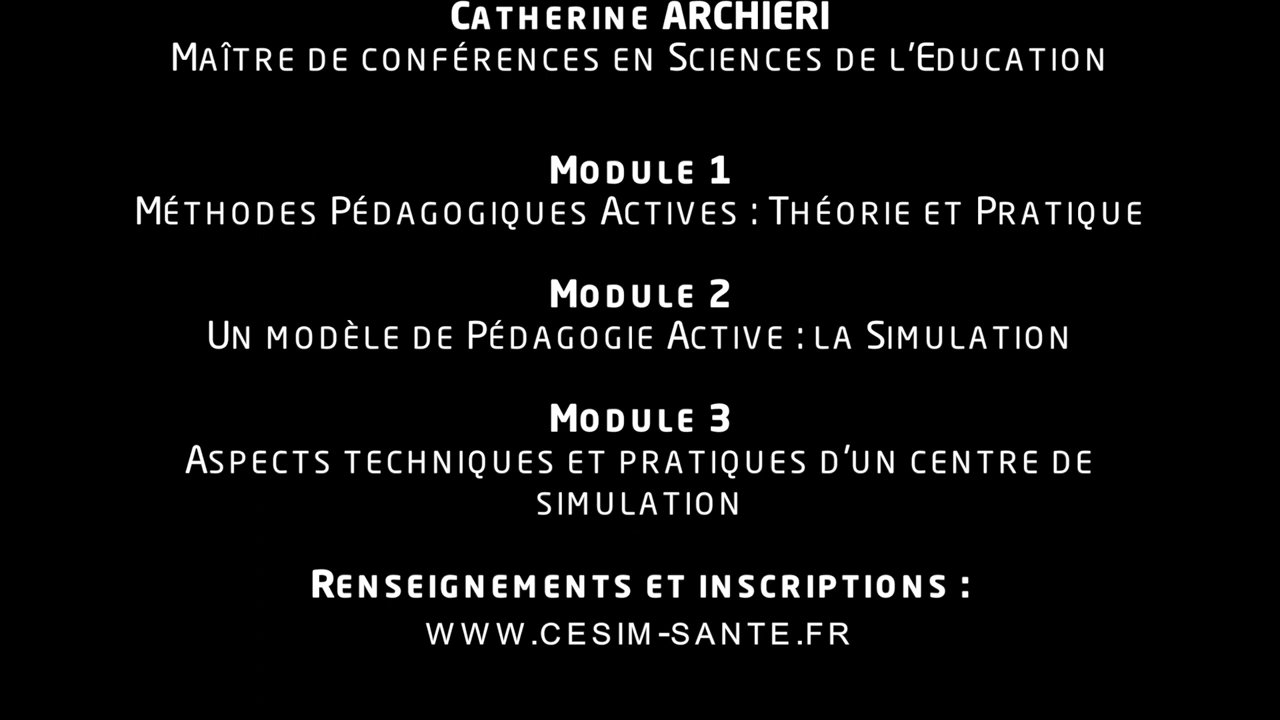 Catherine ARCHIERI
Maître de conférences en Sciences de l'Education
Module 1
Méthodes Pédagogiques Actives : Théorie et Pratique
Module 2
Un modèle de Pédagogie Active : la Simulation
Module 3
Aspects techniques et pratiques d'un centre de
simulation
Renseignements et inscriptions :
www.cesim-sante.fr